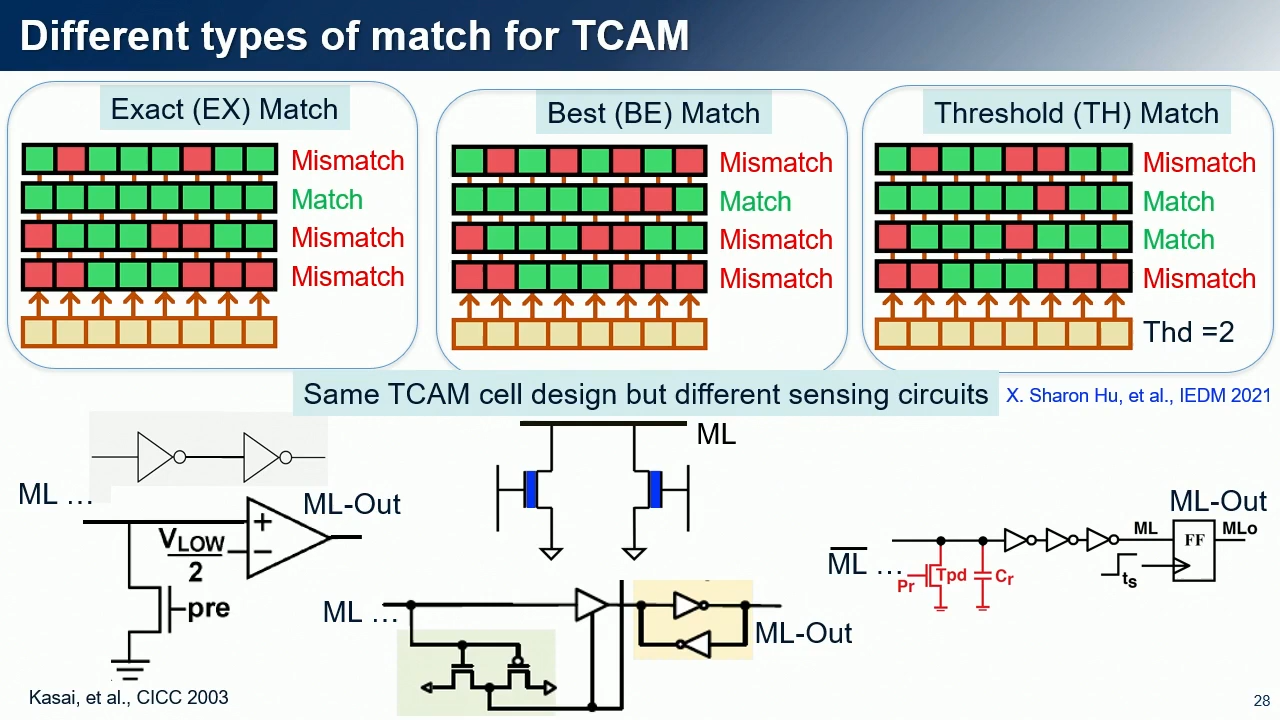 Different types of match for TCAM
Exact (EX) Match
Mismatch
Match
Mismatch
Mismatch
Best (BE) Match
Mismatch
Match
Mismatch
Mismatch
Threshold (TH) Match
Mismatch
Match
Match
Mismatch
Thd =2
Same TCAM cell design but different sensing circuits
X. Sharon Hu, et al., IEDM 2021
ML …
ML-Out
+
−
VLOW
2
pre
Kasai, et al., CICC 2003
ML
ML …
ML-Out
ML …
Pr
Tpd
Cr
ML
ts
FF
ML-Out
MLo
28